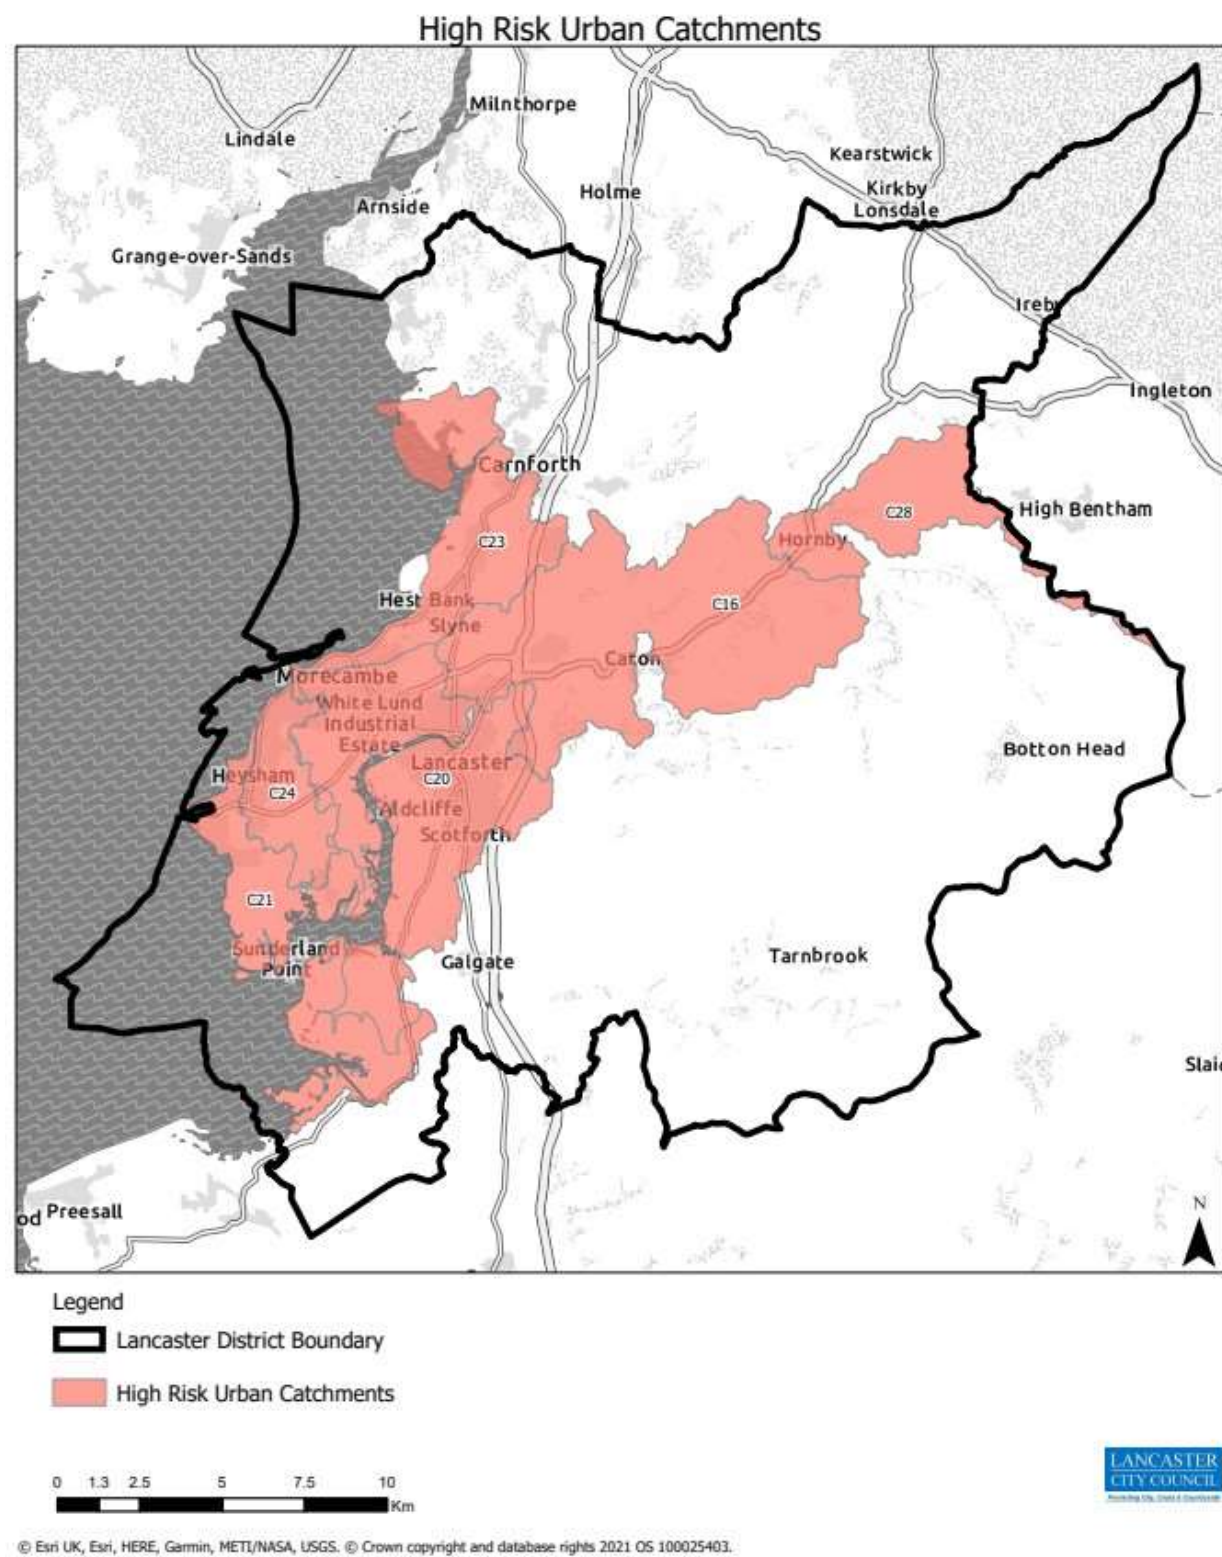 High Risk Urban Catchments
Milnthorpe
Lindale
Kearstwick
Holme
Kirkby
Lonsdale
Arnside
Grange-over-Sands
Ireby
Ingleton
Carnforth
High Bentham
C28
C23
Hornby
Hest Bank
C16
Slyne
Caton
Morecambe
White Lund
Industrial
Estate
Botton Head
Lancaster
Heysham
C20
C24
Aldcliffe
Scotforth
C21
Sunderland
Point
Galgate
Tarnbrook
Slaid
od Preesall
N
Legend
Lancaster District Boundary
High Risk Urban Catchments
0 1.3 2.5 5 7.5 10
Km
LANCASTER
CITY COUNCIL
© Esri UK, Esri, HERE, Garmin, METI/NASA, USGS. © Crown copyright and database rights 2021 OS 100025403.